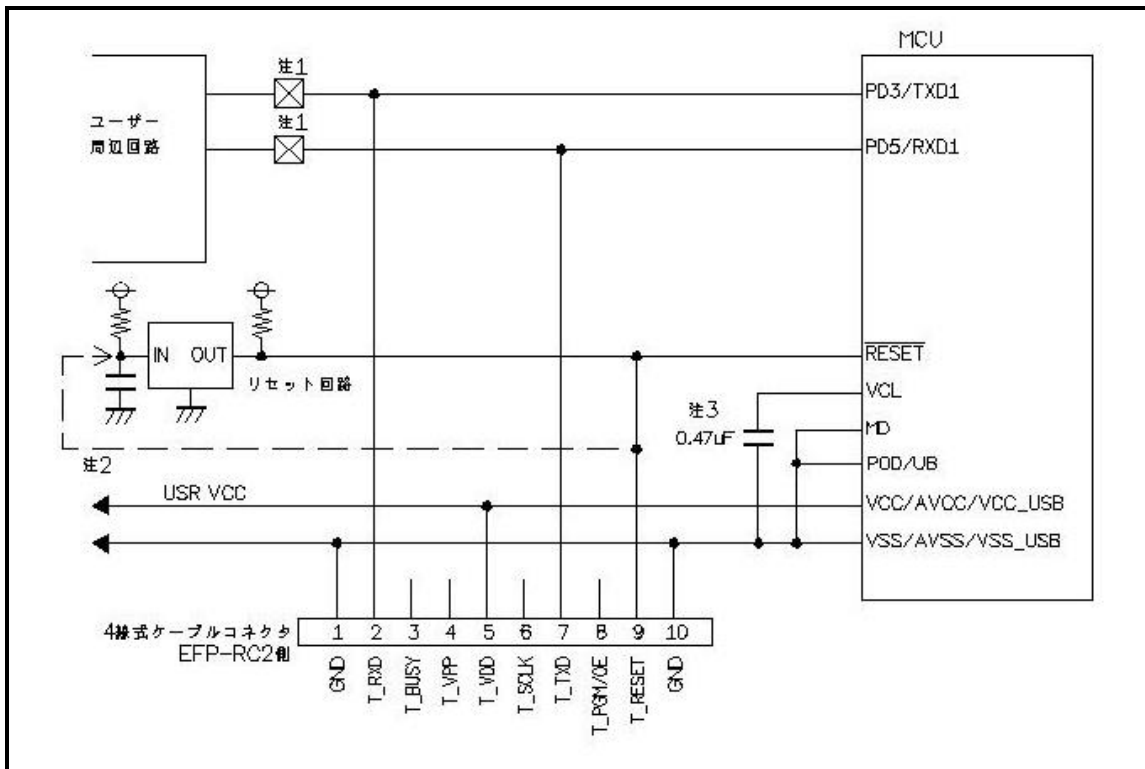 MCU
注1
PD3/TXD1
注1
ユーザー
周辺回路
PD5/RXD1
IN OUT
リセット回路
RESET
VCL
注3
0.47uF
MD
POD/UB
注2
USR VCC
VCC/AVCC/VCC_USB
VSS/AVSS/VSS_USB
4線式ケーブルコネクタ
EFP-RC2側
1 2 3 4 5 6 7 8 9 10
GND
T_RXD
T_BUSY
T_VPP
T_VDD
T_SCLK
T_TXD
T_PGM/OE
T_RESET
GND